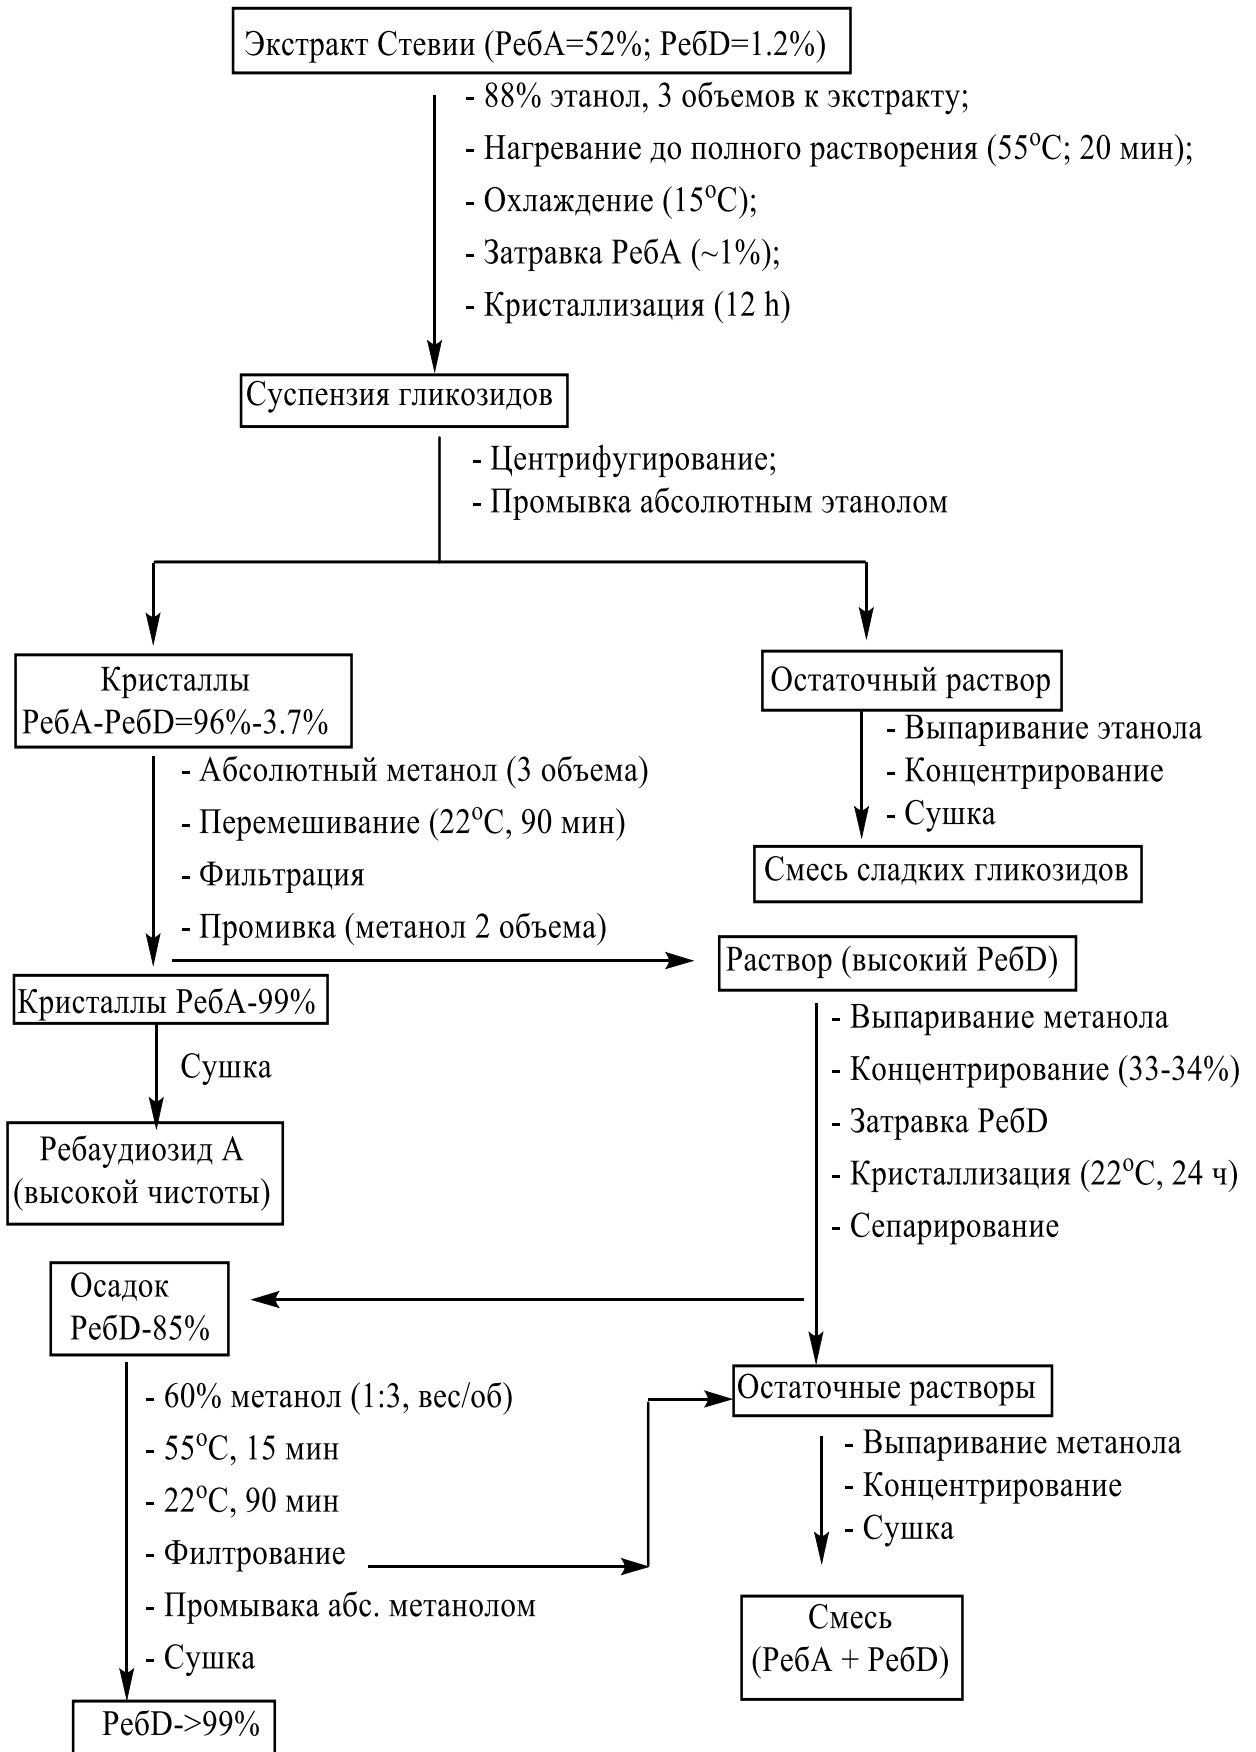 Экстракт Стевии (РебА=52%; РебD=1.2%)
- 88% этанол, 3 объемов к экстракту;
- Нагревание до полного растворения (55°C; 20 мин);
- Охлаждение (15°C);
- Затравка РебА (~1%);
- Кристаллизация (12 h)
Суспензия гликозидов
- Центрифугирование;
- Промывка абсолютным этанолом
Кристаллы
РебА-РебD=96%-3.7%
Остаточный раствор
- Выпаривание этанола
- Концентрирование
- Сушка
Смесь сладких гликозидов
- Абсолютный метанол (3 объема)
- Перемешивание (22°C, 90 мин)
- Фильтрация
- Промивка (метанол 2 объема)
Раствор (высокий РебD)
Кристаллы РебА-99%
Сушка
Ребаудиозид А
(высокой чистоты)
- Выпаривание метанола
- Концентрирование (33-34%)
- Затравка РебD
- Кристаллизация (22°C, 24 ч)
- Сепарирование
Осадок
РебD-85%
- 60% метанол (1:3, вес/об)
- 55°C, 15 мин
- 22°C, 90 мин
- Филтрование
- Промывака абс. метанолом
- Сушка
РебD->99%
Остаточные растворы
- Выпаривание метанола
- Концентрирование
- Сушка
Смесь
(РебА + РебD)